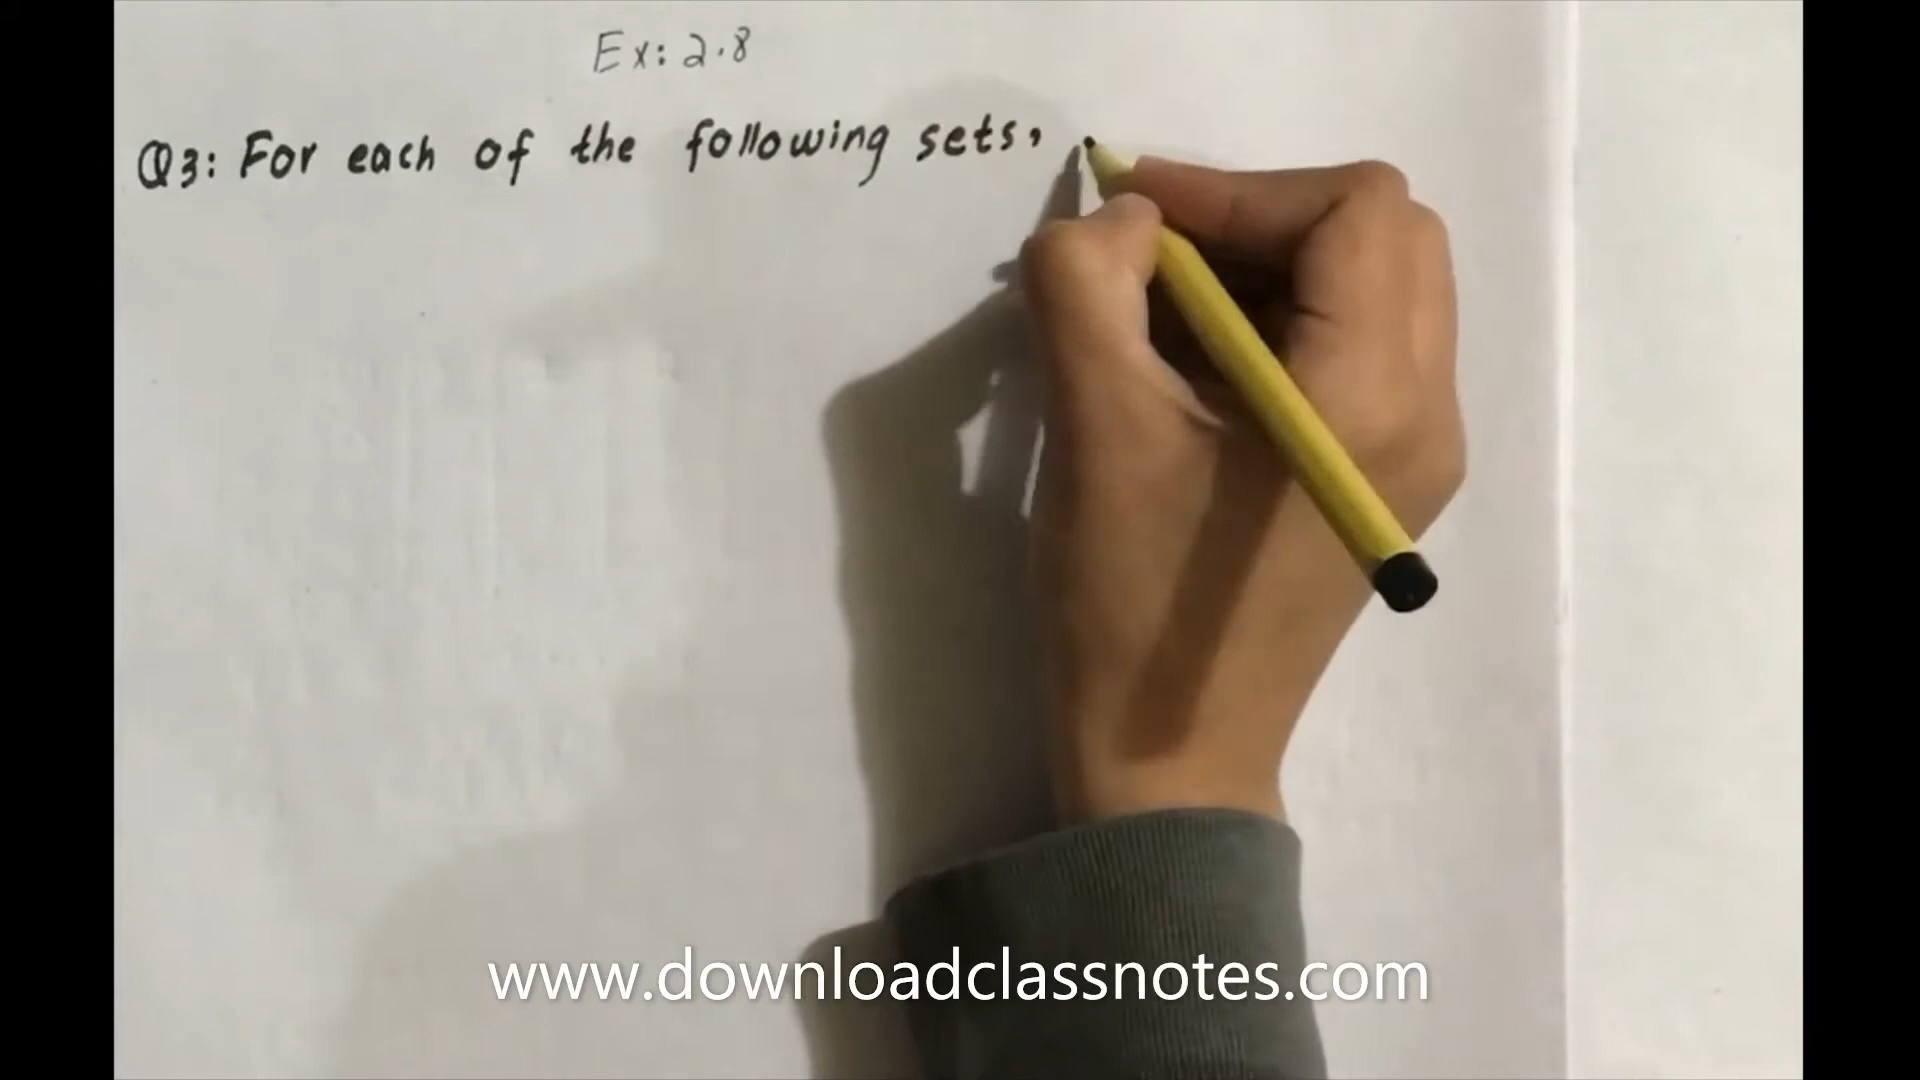 Ex: 2.8
Q3: For each of the following sets,
www.downloadclassnotes.com